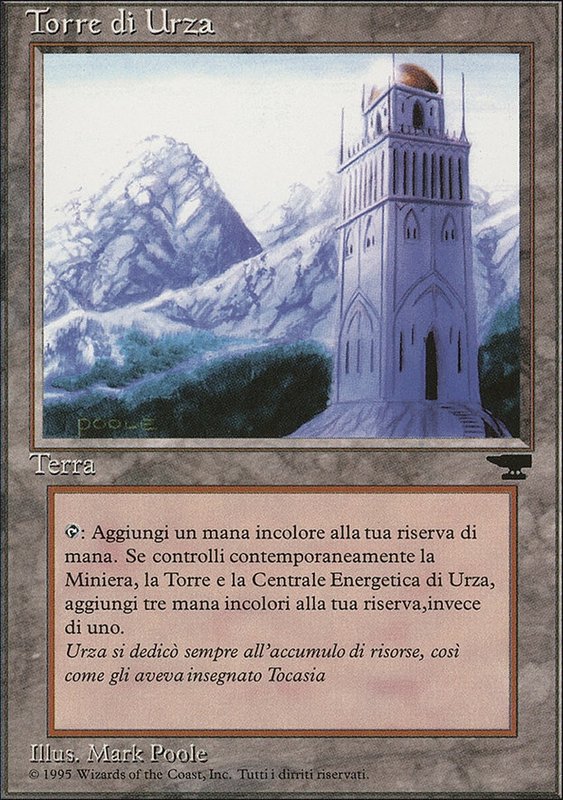 Torre di Urza
POOLE
Terra
: Aggiungi un mana incolore alla tua riserva di
mana. Se controlli contemporaneamente la
Miniera, la Torre e la Centrale Energetica di Urza,
aggiungi tre mana incolori alla tua riserva,invece
di uno.
Urza si dedicò sempre all'accumulo di risorse, così
come gli aveva insegnato Tocasia
Illus. Mark Poole
© 1995 Wizards of the Coast, Inc. Tutti i dirriti riservati.